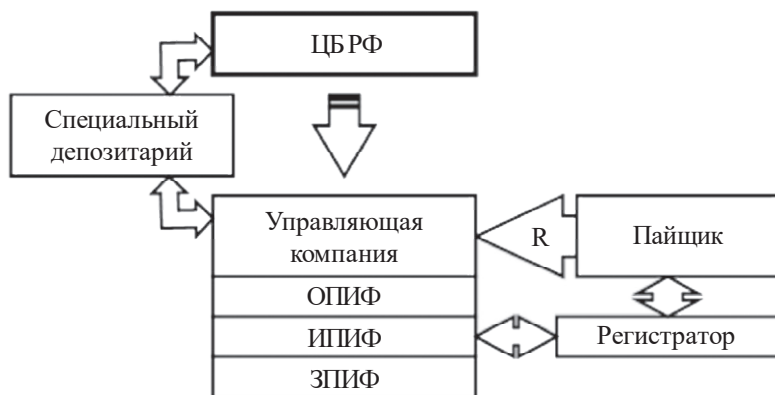 ЦБ РФ
Специальный
депозитарий
Управляющая
компания
R
Пайщик
ОПИФ
ИПИФ
Регистратор
ЗПИФ